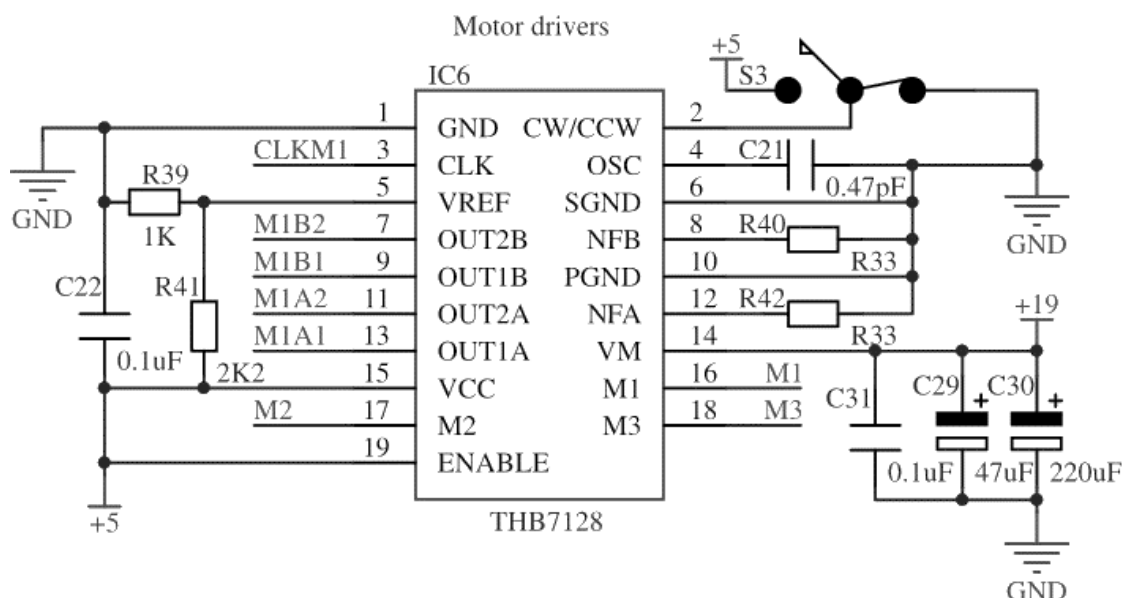 Motor drivers
+5
S3
IC6
1 GND CW/CCW 2
CLKM1 3 CLK OSC 4 C21
0.47pF
R39
5 VREF SGND 6
GND
1K
GND
M1B2 7 OUT2B NFB 8 R40
R33
M1B1 9 OUT1B PGND 10
C22
R41
M1A2 11 OUT2A NFA 12 R42
R33
+19
M1A1 13 OUT1A VM 14
0.1uF
2K2
15 VCC M1 16 M1
C31
C29 +
C30 +
M2 17 M2 M3 18 M3
19 ENABLE
0.1uF
47uF
220uF
+5
THB7128
GND